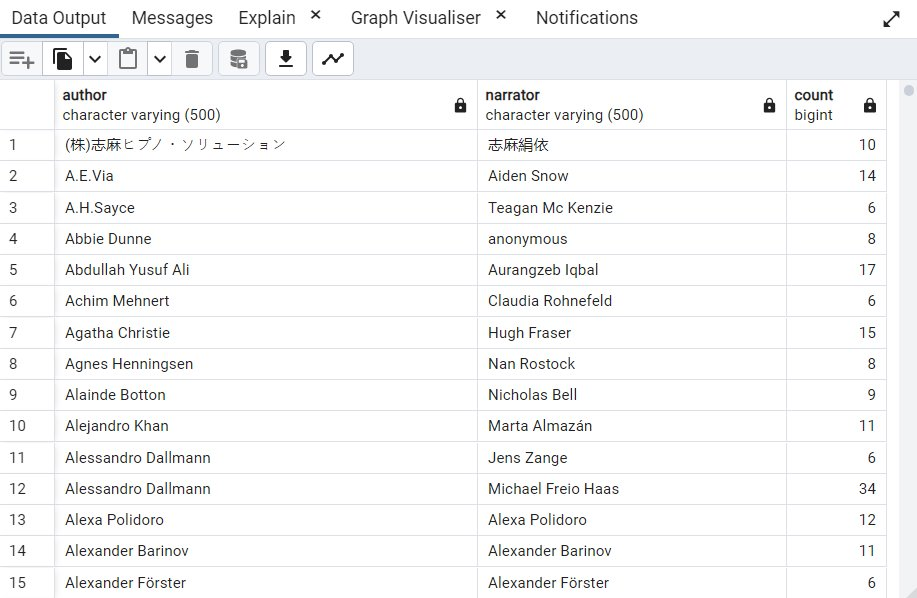 Data Output Messages Explain × Graph Visualiser × Notifications
author narrator count
character varying (500) character varying (500) bigint
1 (株)志麻ヒプノ・ソリューション 志麻絹依 10
2 A.E.Via Aiden Snow 14
3 A.H.Sayce Teagan Mc Kenzie 6
4 Abbie Dunne anonymous 8
5 Abdullah Yusuf Ali Aurangzeb Iqbal 17
6 Achim Mehnert Claudia Rohnefeld 6
7 Agatha Christie Hugh Fraser 15
8 Agnes Henningsen Nan Rostock 8
9 Alainde Botton Nicholas Bell 9
10 Alejandro Khan Marta Almazán 11
11 Alessandro Dallmann Jens Zange 6
12 Alessandro Dallmann Michael Freio Haas 34
13 Alexa Polidoro Alexa Polidoro 12
14 Alexander Barinov Alexander Barinov 11
15 Alexander Förster Alexander Förster 6